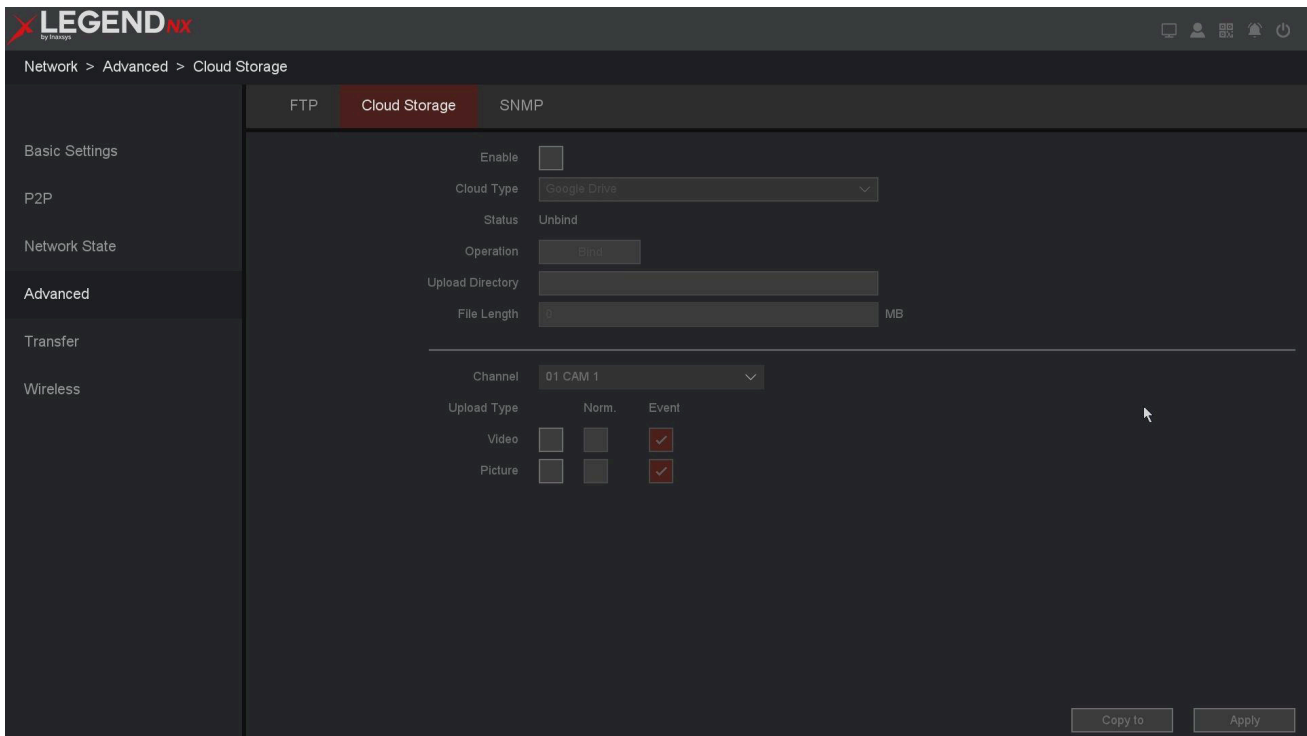 LEGEND NX
by Inaxsys
Network > Advanced > Cloud Storage
FTP Cloud Storage SNMP
Basic Settings
P2P
Network State
Advanced
Transfer
Wireless
Enable
Cloud Type Google Drive
Status Unbind
Operation Bind
Upload Directory
File Length 0 MB
Channel 01 CAM 1
Upload Type Norm. Event
Video
Picture
Copy to Apply